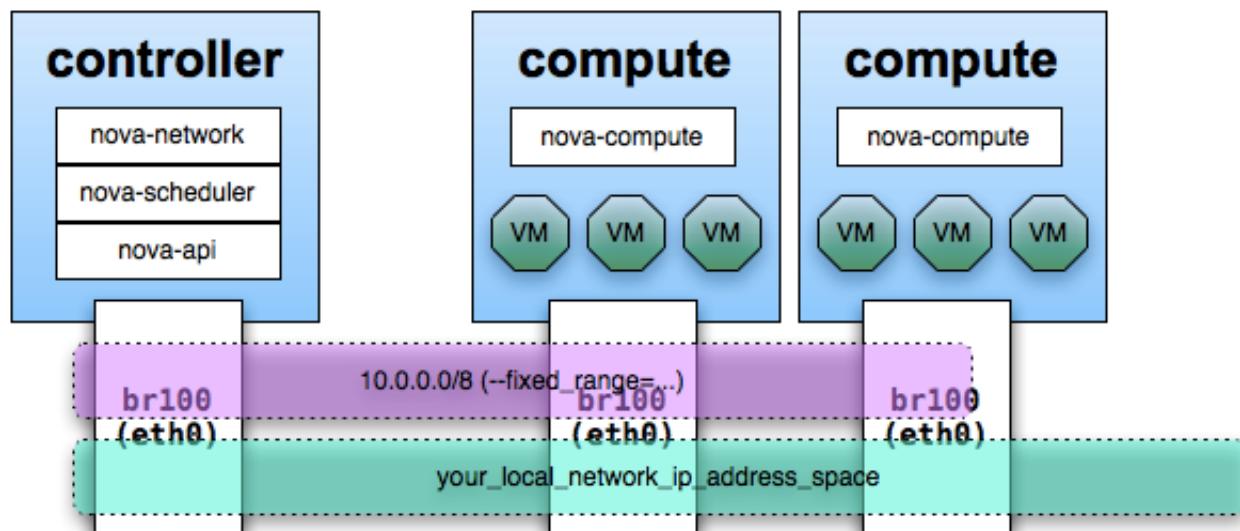 controller
nova-network
nova-scheduler
nova-api
compute
nova-compute
VM VM VM
compute
nova-compute
VM VM VM
10.0.0.0/8 (--fixed_range=...)
br100
(eth0)
br100
(eth0)
br100
(eth0)
your_local_network_ip_address_space